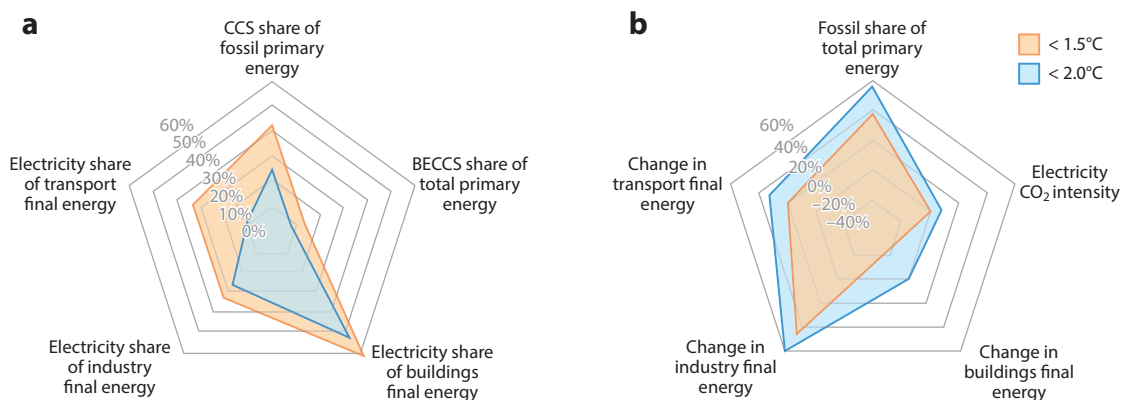 a
CCS share of
fossil primary
energy
60%
50%
40%
30%
20%
10%
0%
Electricity share
of transport
final energy
BECCS share of
total primary
energy
Electricity share
of industry
final energy
Electricity share
of buildings
final energy
b
Fossil share of
total primary
energy
< 1.5°C
< 2.0°C
60%
40%
20%
0%
–20%
–40%
Change in
transport final
energy
Electricity
CO2 intensity
Change in
industry final
energy
Change in
buildings final
energy